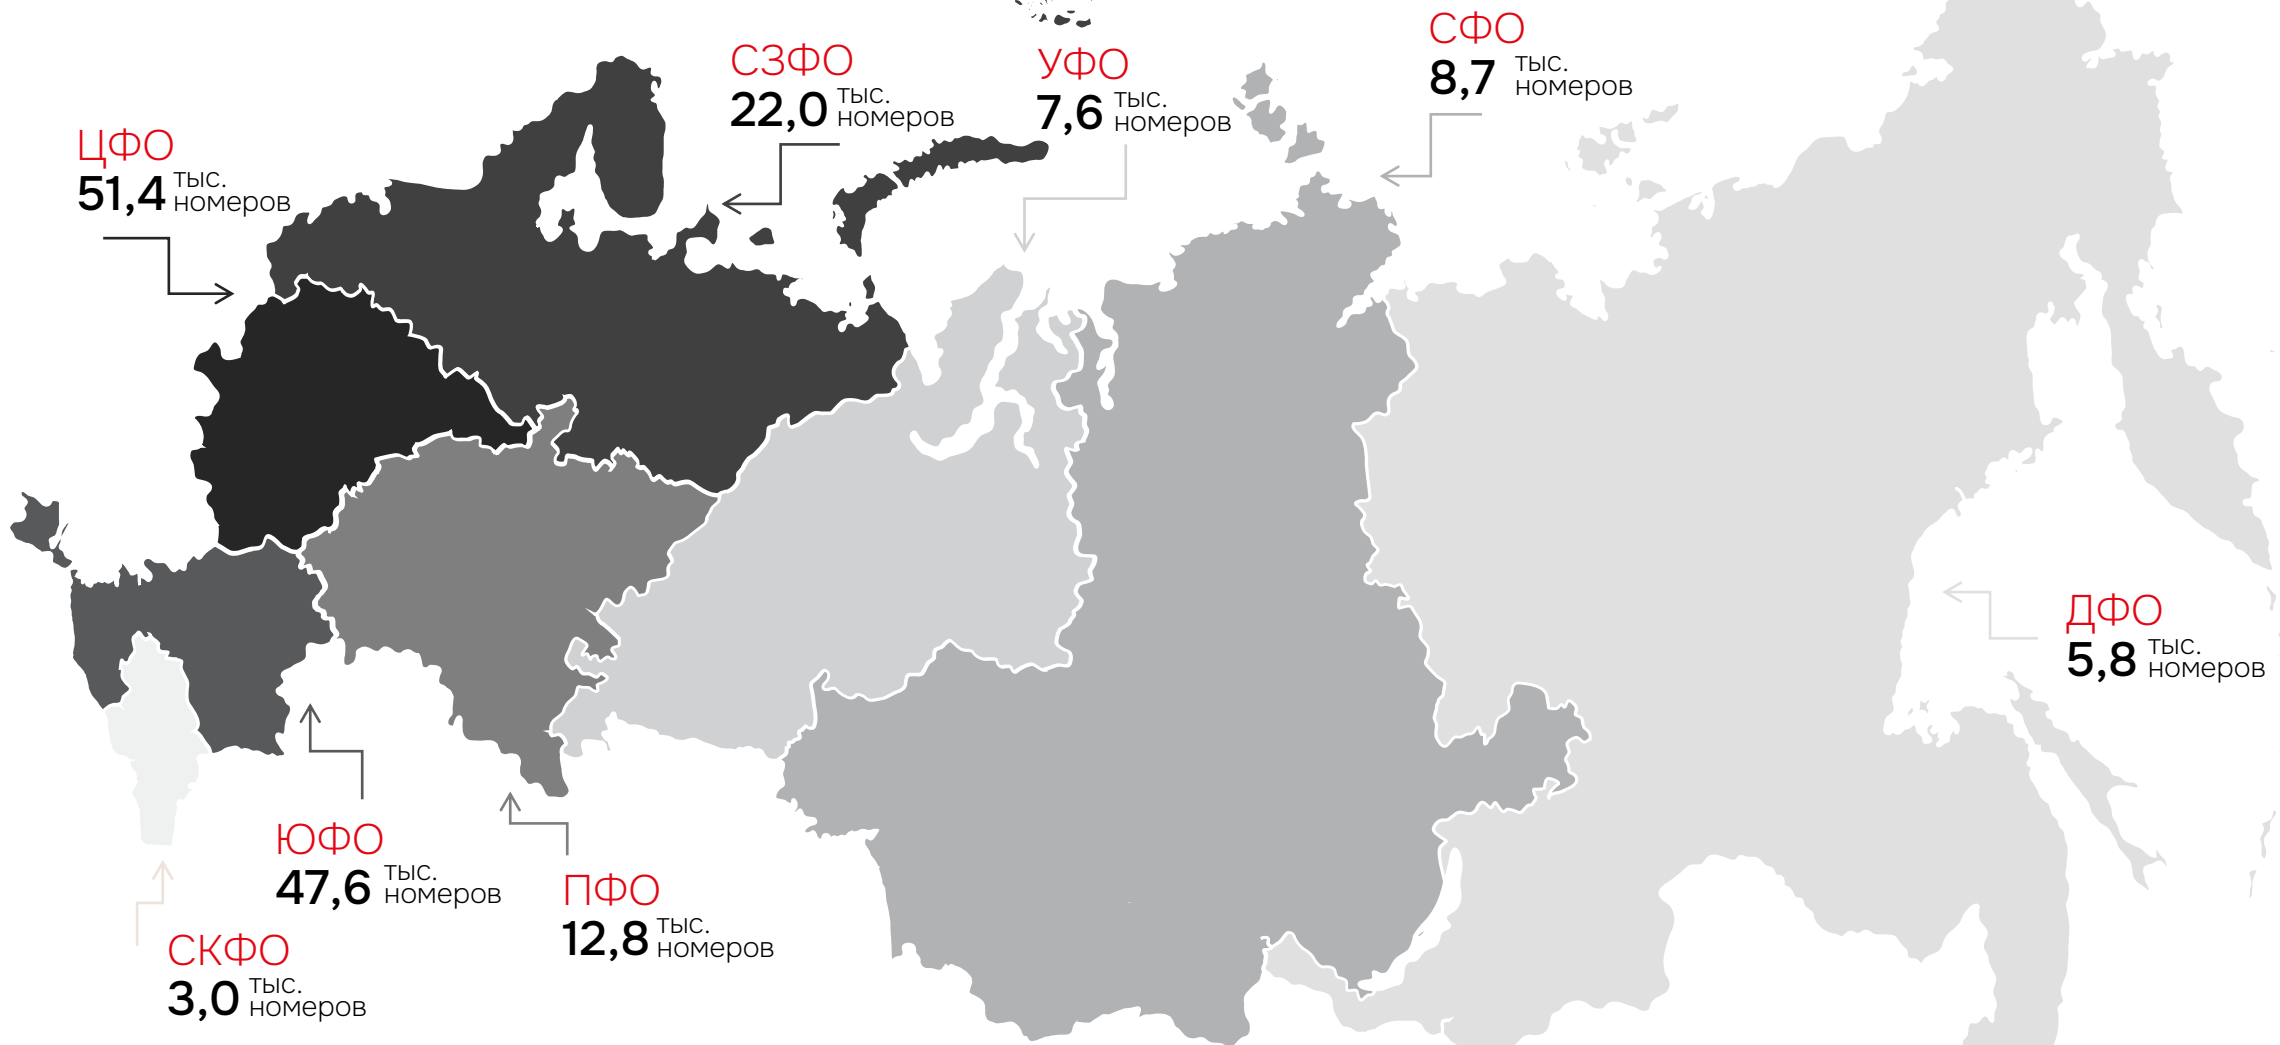 ЦФО
51,4 тыс.
номеров
СЗФО
22,0 тыс.
номеров
УФО
7,6 тыс.
номеров
СФО
8,7 тыс.
номеров
ДФО
5,8 тыс.
номеров
ЮФО
47,6 тыс.
номеров
ПФО
12,8 тыс.
номеров
СКФО
3,0 тыс.
номеров